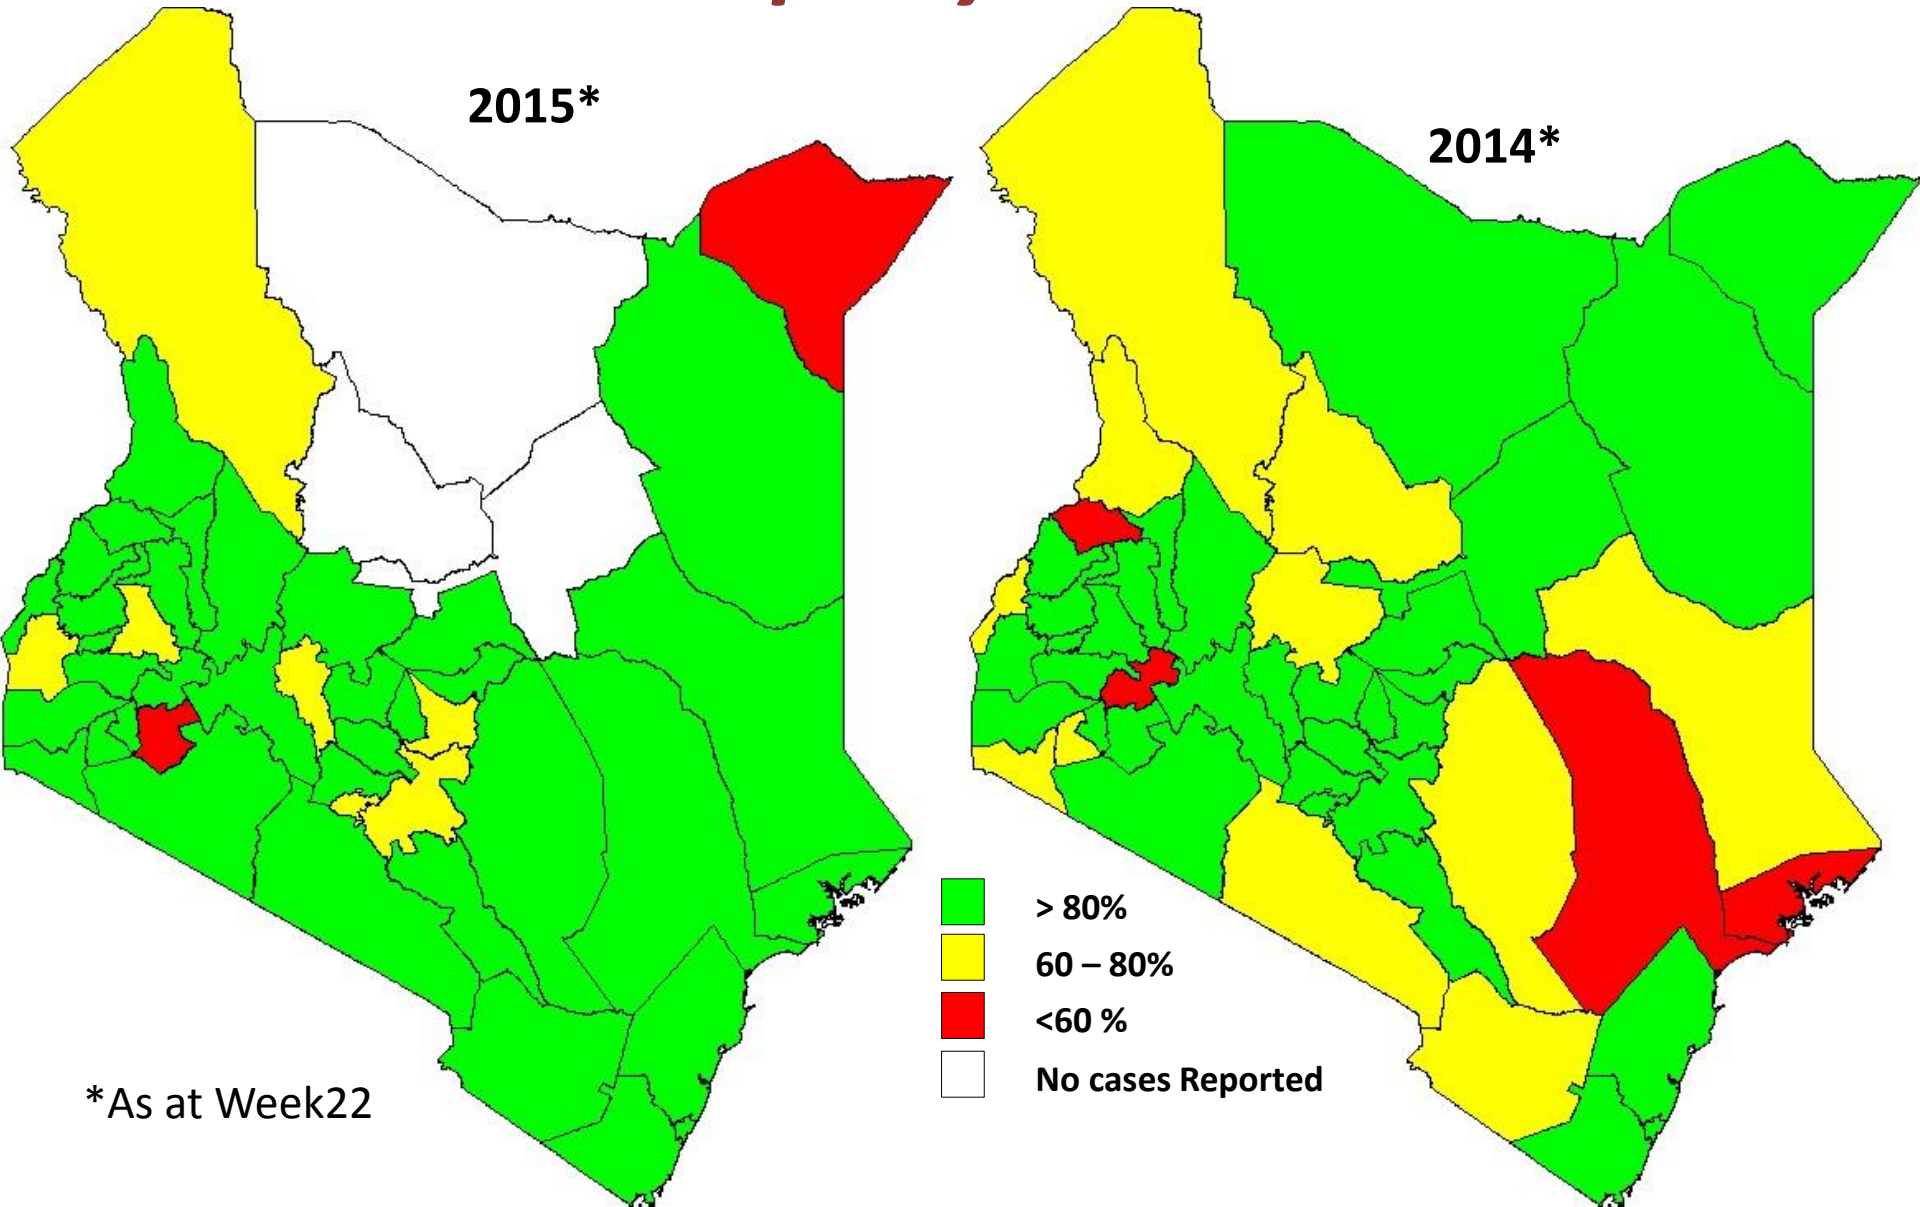 2015*
2014*
> 80%
60 – 80%
<60 %
No cases Reported
*As at Week22